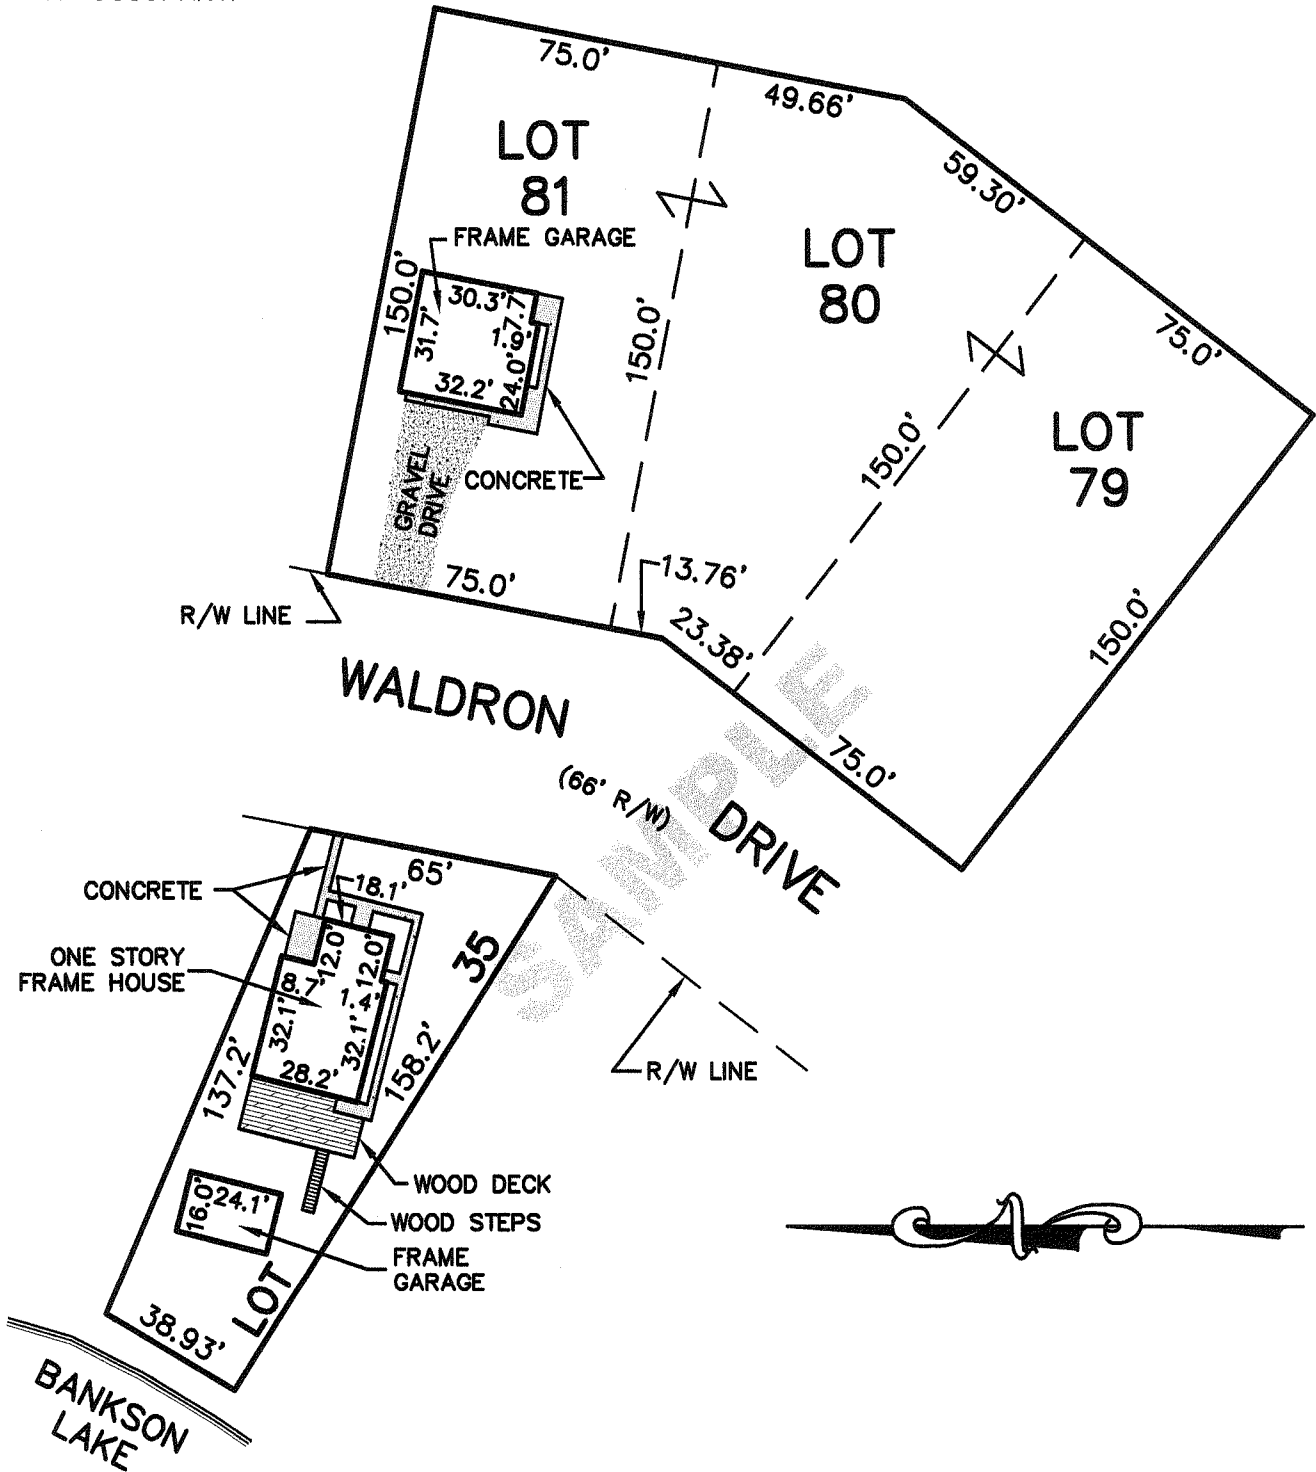 75.0'
49.66'
LOT
81
59.30'
FRAME GARAGE
LOT
80
150.0'
30.3'
7.7'
31.7'
1.9'
32.2'
24.0'
150.0'
75.0'
LOT
79
150.0'
CONCRETE
GRAVEL
DRIVE
75.0'
13.76'
23.38'
R/W LINE
150.0'
WALDRON
DRIVE
(66' R/W)
75.0'
SAMPLE
65'
CONCRETE
18.1'
ONE STORY
FRAME HOUSE
12.0'
12.0'
8.7'
1.4'
32.1'
32.1'
28.2'
LOT 35
137.2'
158.2'
R/W LINE
WOOD DECK
WOOD STEPS
16.0'
24.1'
FRAME
GARAGE
38.93'
BANKSON
LAKE
N